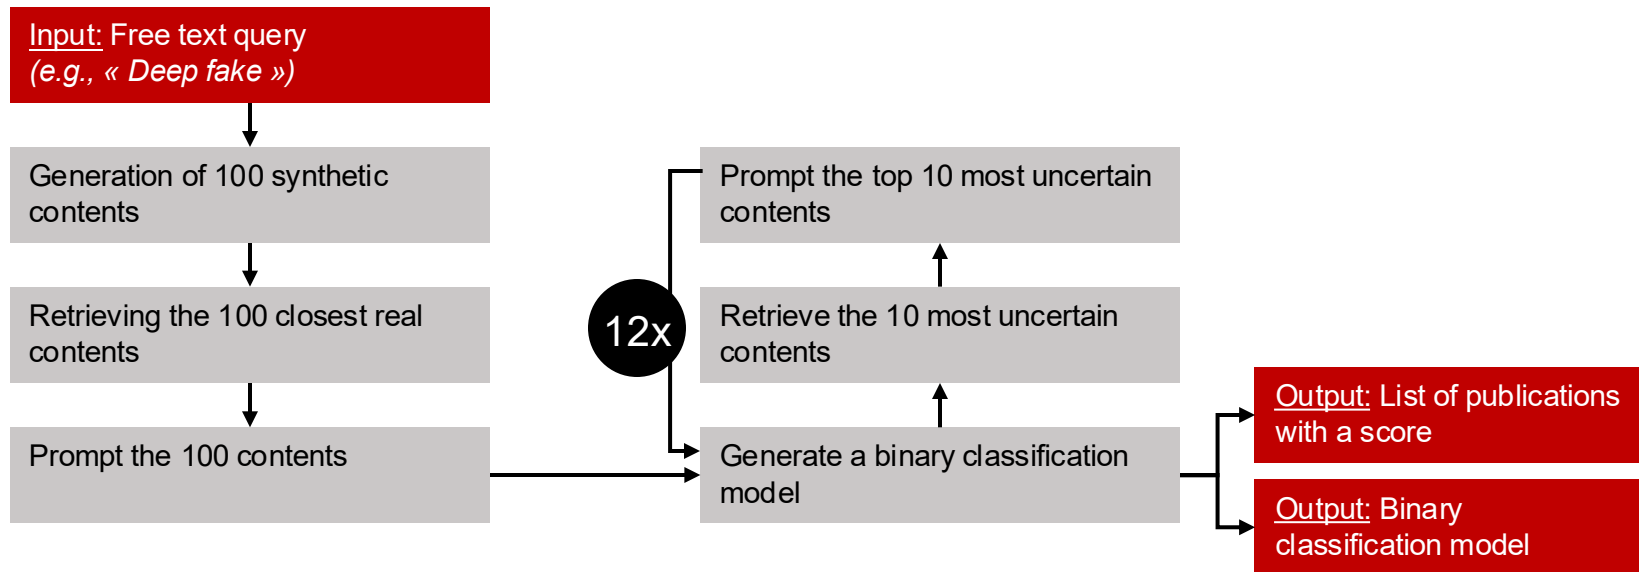 Input: Free text query
(e.g., « Deep fake »)
Generation of 100 synthetic
contents
Retrieving the 100 closest real
contents
Prompt the 100 contents
Prompt the top 10 most uncertain
contents
12x
Retrieve the 10 most uncertain
contents
Generate a binary classification
model
Output: List of publications
with a score
Output: Binary
classification model